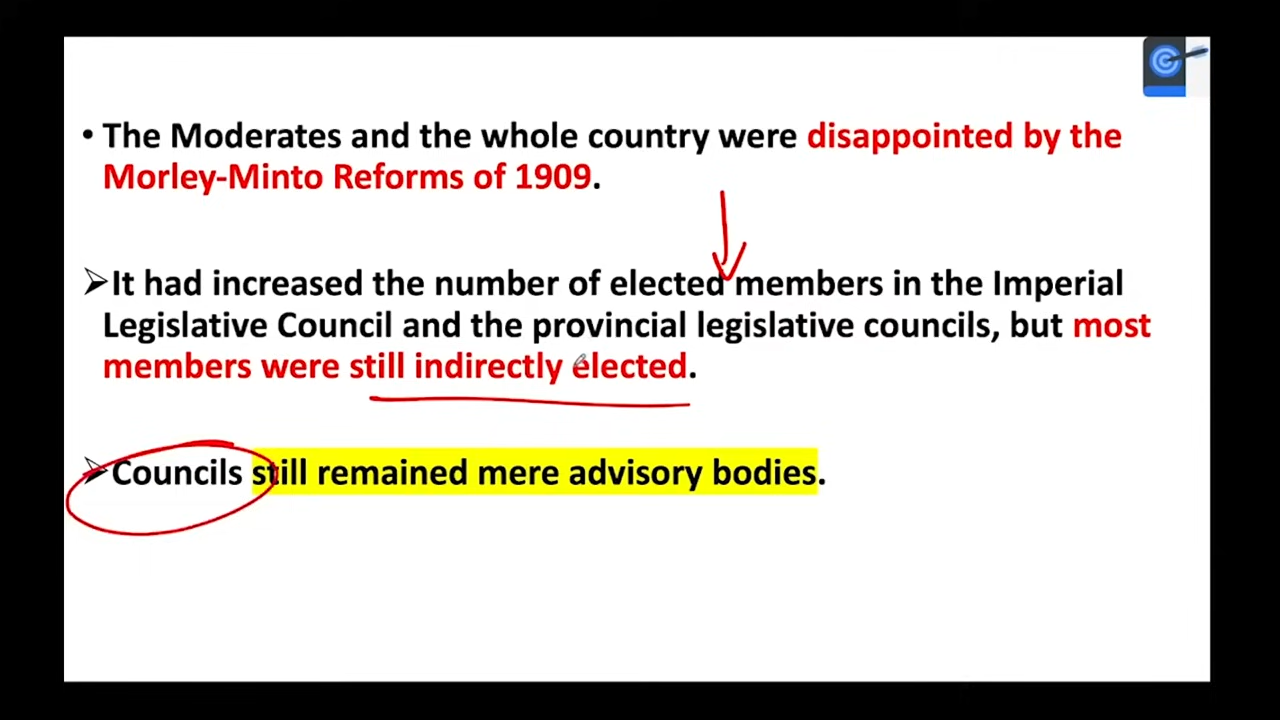 • The Moderates and the whole country were disappointed by the
Morley-Minto Reforms of 1909.
➢It had increased the number of elected members in the Imperial
Legislative Council and the provincial legislative councils, but most
members were still indirectly elected.
➢Councils still remained mere advisory bodies.